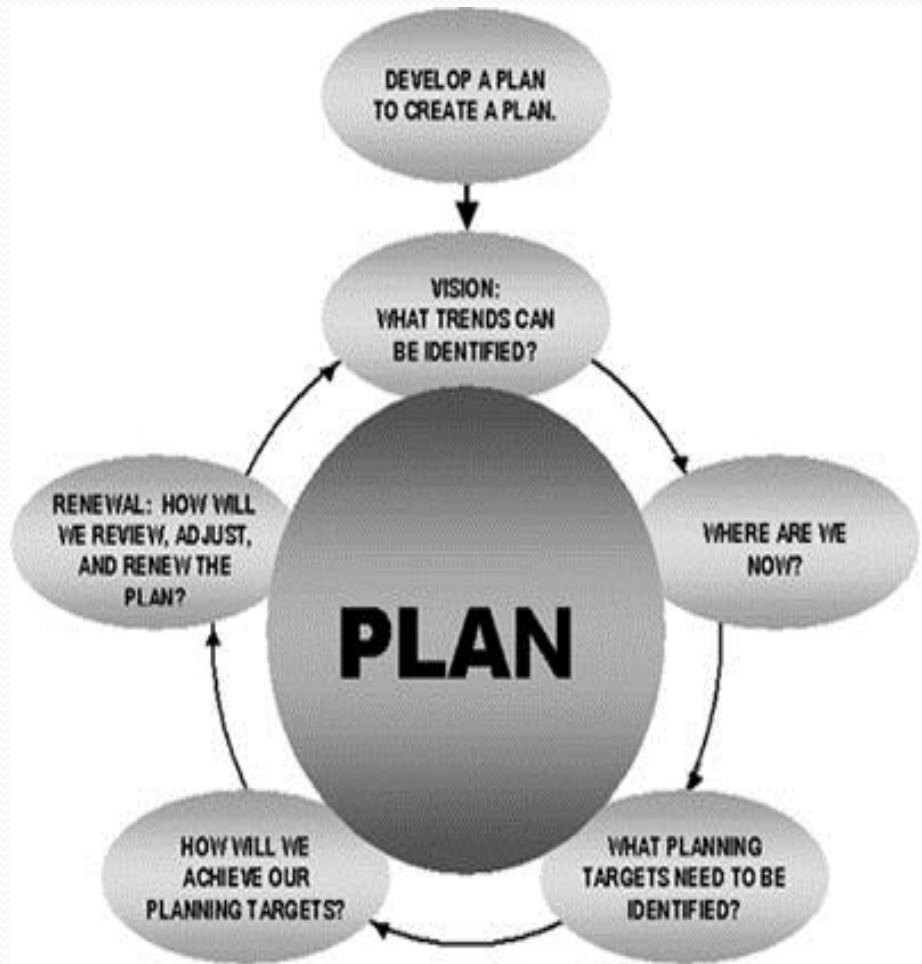 DEVELOP A PLAN
TO CREATE A PLAN.
VISION:
WHAT TRENDS CAN
BE IDENTIFIED?
WHERE ARE WE
NOW?
WHAT PLANNING
TARGETS NEED TO BE
IDENTIFIED?
HOW WILL WE
ACHIEVE OUR
PLANNING TARGETS?
RENEWAL: HOW WILL
WE REVIEW, ADJUST,
AND RENEW THE
PLAN?
PLAN